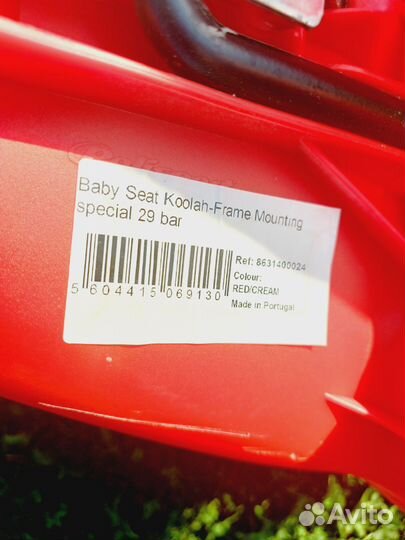 Baby Seat Koolah-Frame Mounting
special 29 bar
Ref: 8631400024
Colour:
RED/CREAM
Made in Portugal
5 604415 069130
Avito